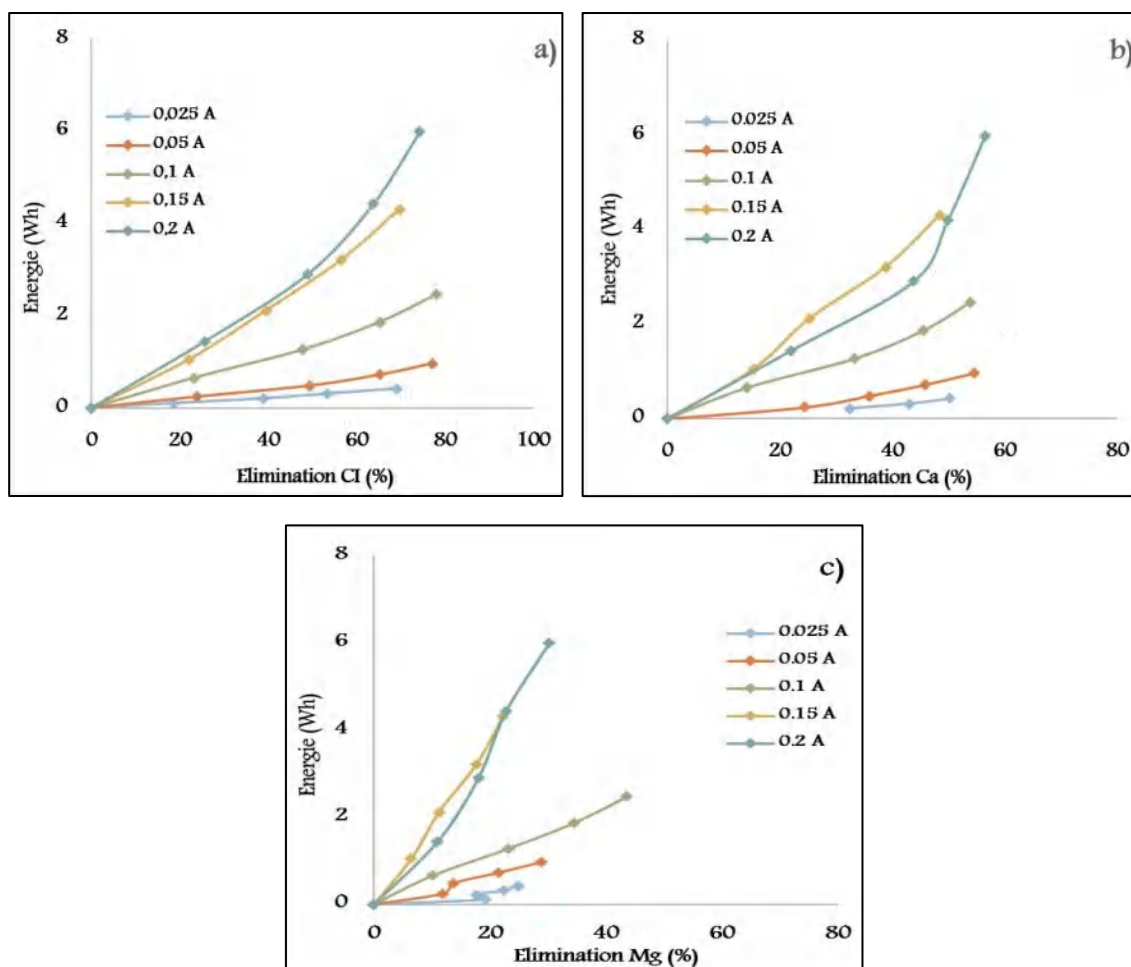 a)
8
6
4
2
0
Energie (Wh)
0,025 A
0,05 A
0,1 A
0,15 A
0,2 A
0 20 40 60 80 100
Elimination Cl (%)
b)
8
6
4
2
0
Energie (Wh)
0.025 A
0.05 A
0.1 A
0.15 A
0.2 A
0 20 40 60 80
Elimination Ca (%)
c)
8
6
4
2
0
Energie (Wh)
0.025 A
0.05 A
0.1 A
0.15 A
0.2 A
0 20 40 60 80
Elimination Mg (%)